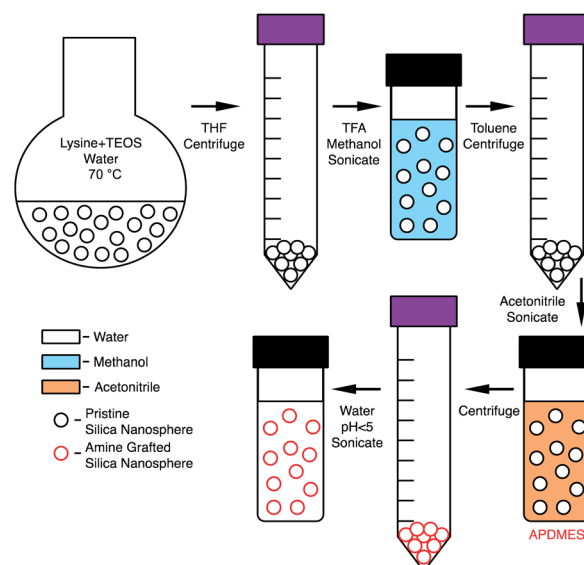 Lysine+TEOS
Water
70 °C
THF
Centrifuge
TFA
Methanol
Sonicate
Toluene
Centrifuge
Acetonitrile
Sonicate
APDMES
Centrifuge
Water
pH<5
Sonicate
- Water
- Methanol
- Acetonitrile
- Pristine
Silica Nanosphere
- Amine Grafted
Silica Nanosphere